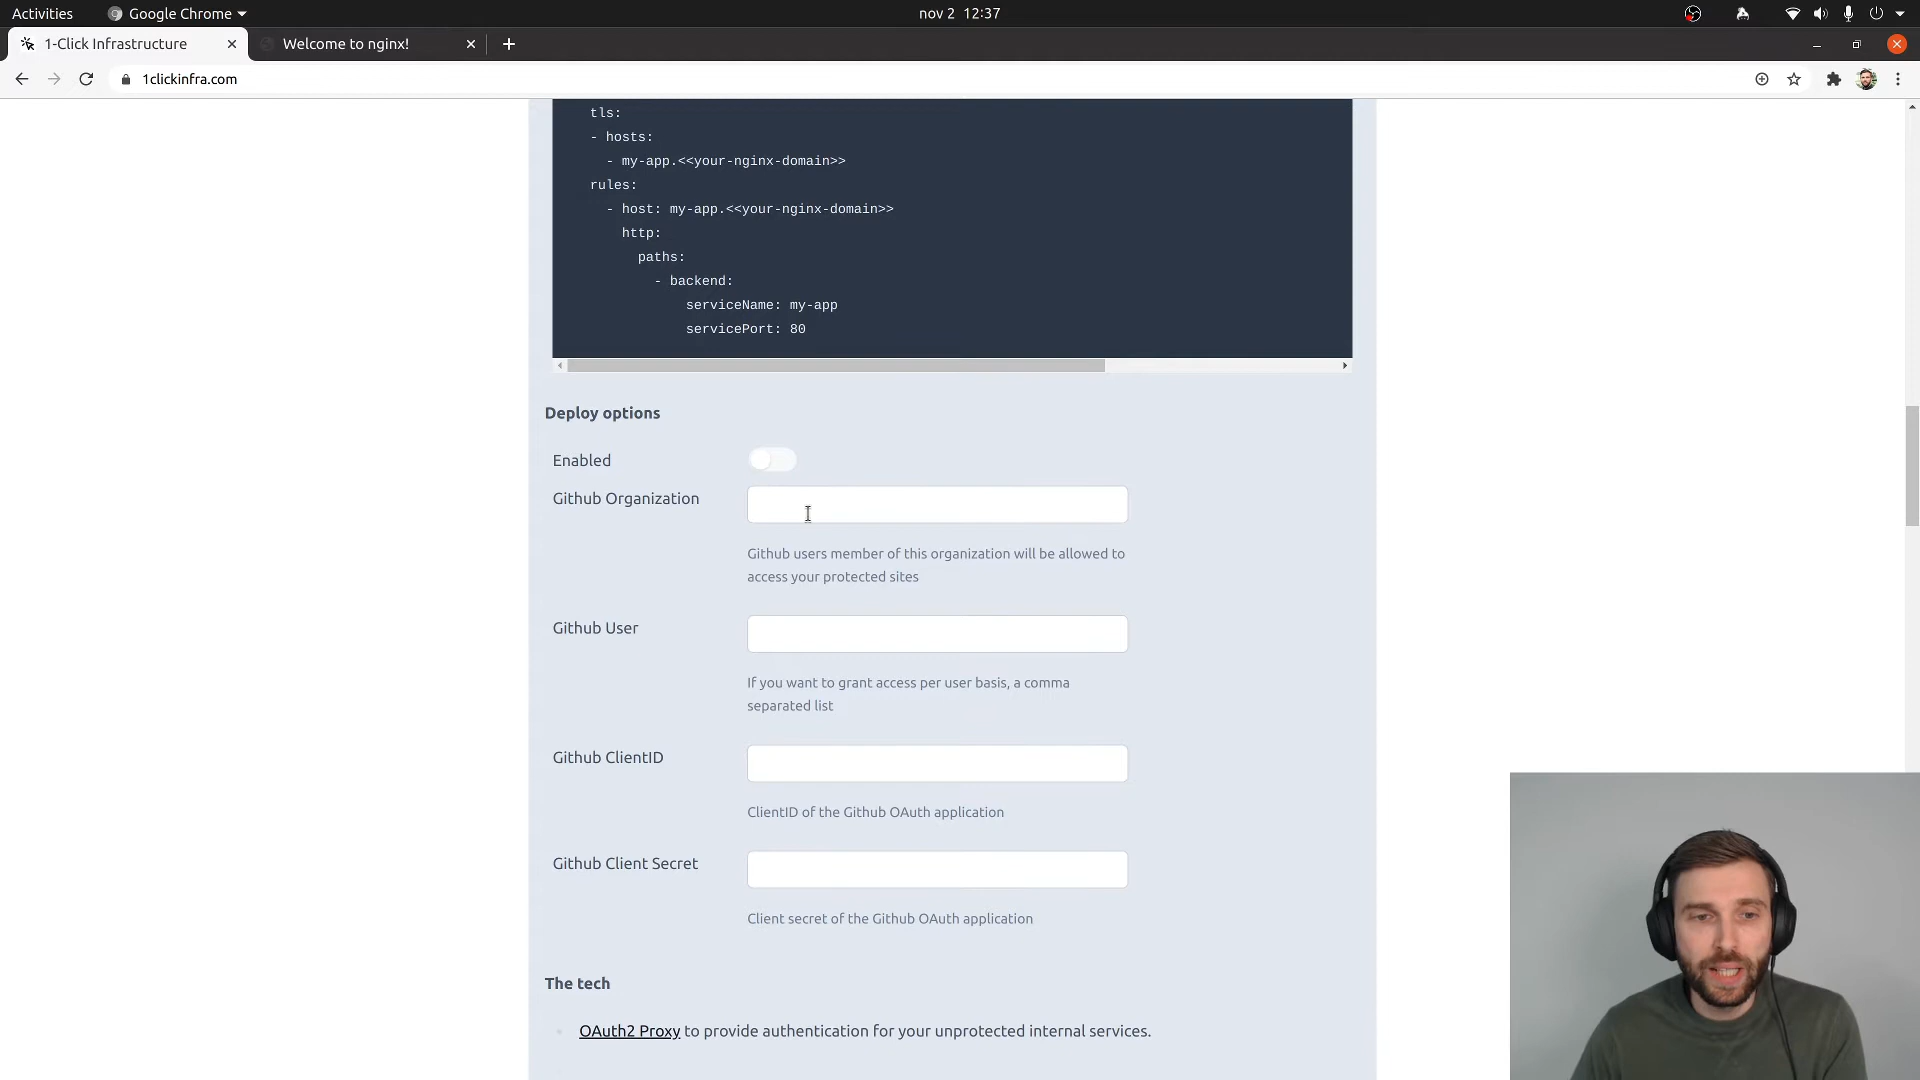 Activities
Google Chrome
nov 2 12:37
1-Click Infrastructure
Welcome to nginx!
1clickinfra.com
tls:
- hosts:
- my-app.<<your-nginx-domain>>
rules:
- host: my-app.<<your-nginx-domain>>
http:
paths:
- backend:
serviceName: my-app
servicePort: 80
Deploy options
Enabled
Github Organization
Github users member of this organization will be allowed to
access your protected sites
Github User
If you want to grant access per user basis, a comma
separated list
Github ClientID
ClientID of the Github OAuth application
Github Client Secret
Client secret of the Github OAuth application
The tech
OAuth2 Proxy to provide authentication for your unprotected internal services.